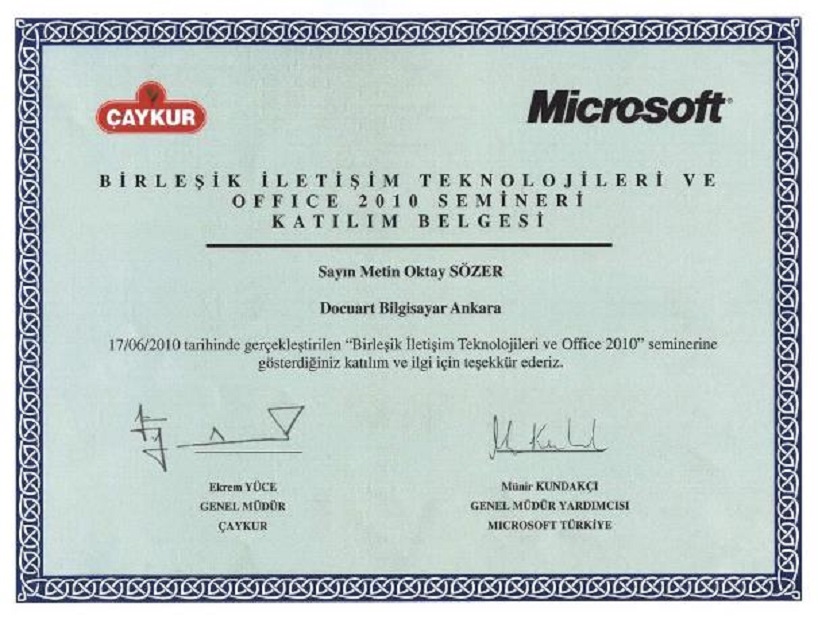 ÇAYKUR
Microsoft®
BİRLEŞİK İLETİŞİM TEKNOLOJİLERİ VE
OFFICE 2010 SEMİNERİ
KATILIM BELGESİ
Sayın Metin Oktay SÖZER
Docuart Bilgisayar Ankara
17/06/2010 tarihinde gerçekleştirilen “Birleşik İletişim Teknolojileri ve Office 2010” seminerine
gösterdiğiniz katılım ve ilgi için teşekkür ederiz.
Ekrem YÜCE
GENEL MÜDÜR
ÇAYKUR
Münir KUNDAKÇI
GENEL MÜDÜR YARDIMCISI
MICROSOFT TÜRKİYE